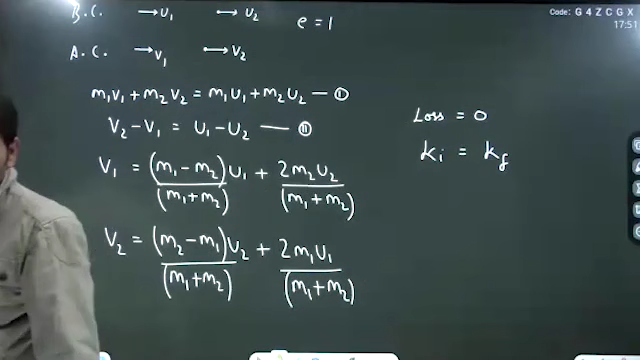 B.C. →u₁ →u₂ e = 1
A.C. →v₁ →v₂
m₁v₁ + m₂v₂ = m₁u₁ + m₂u₂ — ①
v₂ - v₁ = u₁ - u₂ — ⑪
v₁ = (m₁ - m₂)u₁/(m₁ + m₂) + 2m₂u₂/(m₁ + m₂)
v₂ = (m₂ - m₁)u₂/(m₁ + m₂) + 2m₁u₁/(m₁ + m₂)
Loss = 0
ki = kf
Code: G 4 Z C G X
17:51